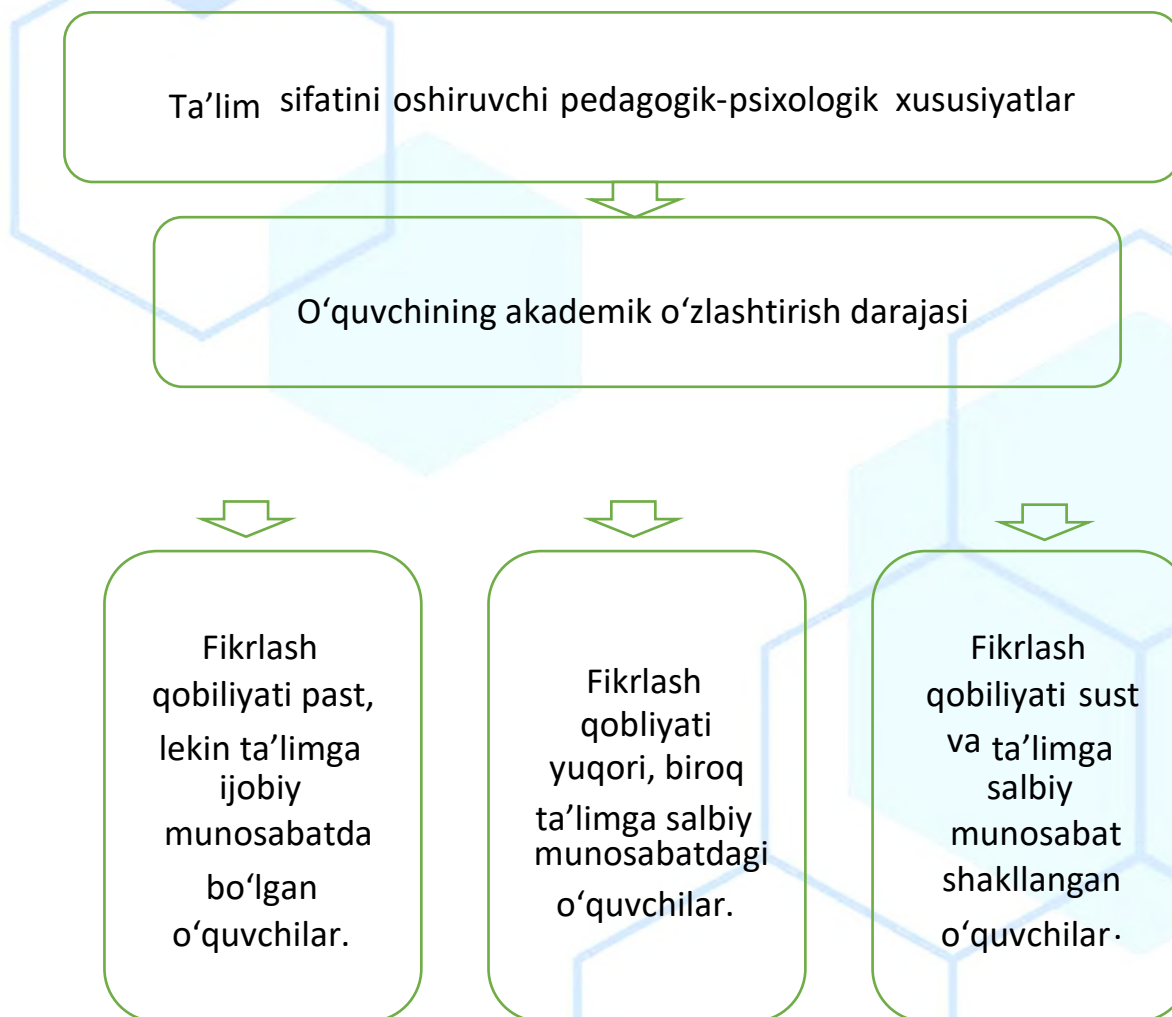 Ta’lim sifatini oshiruvchi pedagogik-psixologik xususiyatlar
O‘quvchining akademik o‘zlashtirish darajasi
Fikrlash
qobiliyati past,
lekin ta’limga
ijobiy
munosabatda
bo‘lgan
o‘quvchilar.
Fikrlash
qobliyati
yuqori, biroq
ta’limga salbiy
munosabatdagi
o‘quvchilar.
Fikrlash
qobiliyati sust
va ta’limga
salbiy
munosabat
shakllangan
o‘quvchilar.